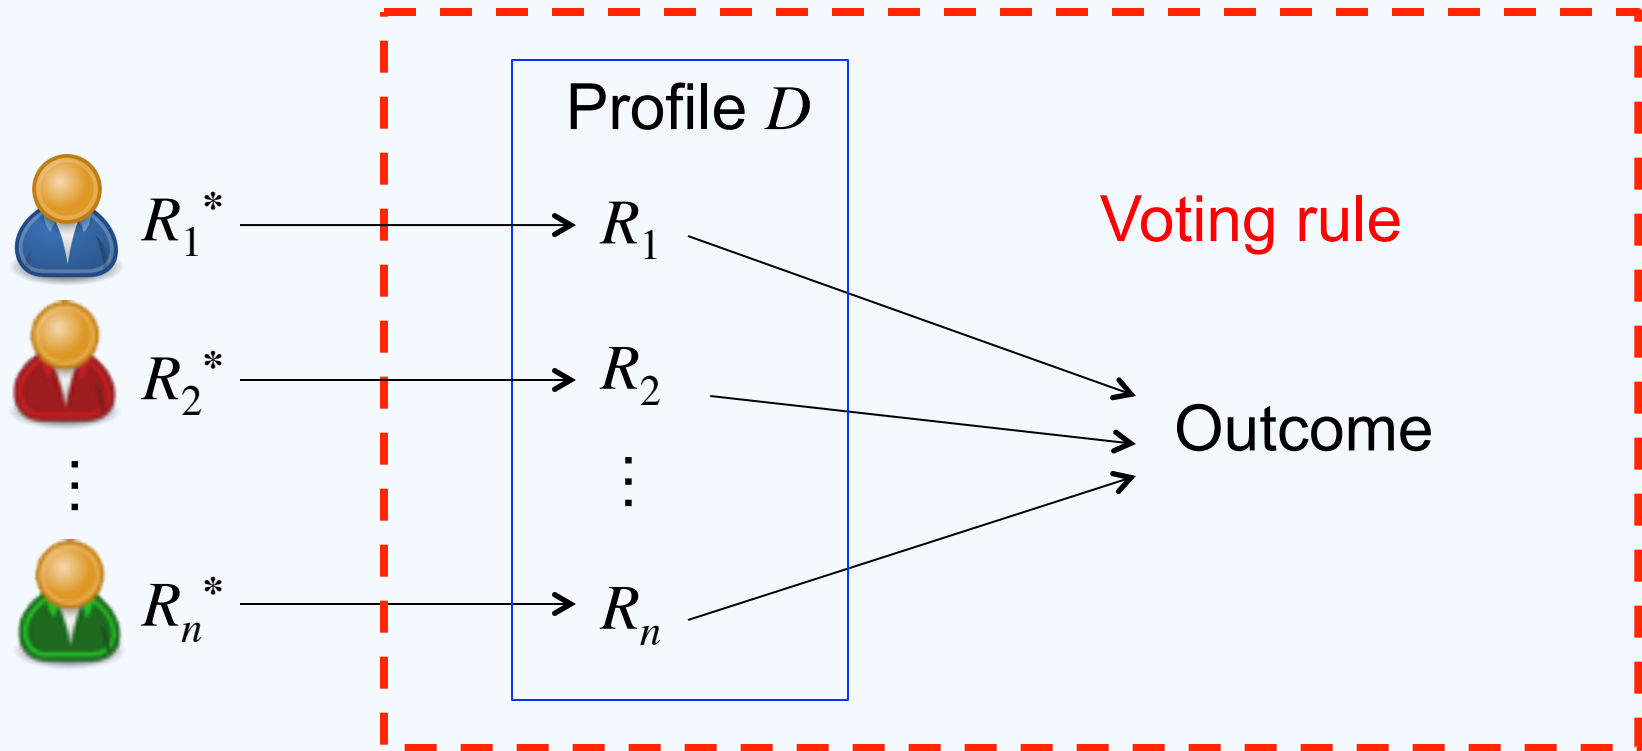 Profile D
R₁* R₁ Voting rule
R₂* R₂
Outcome
⋮ ⋮
Rₙ* Rₙ